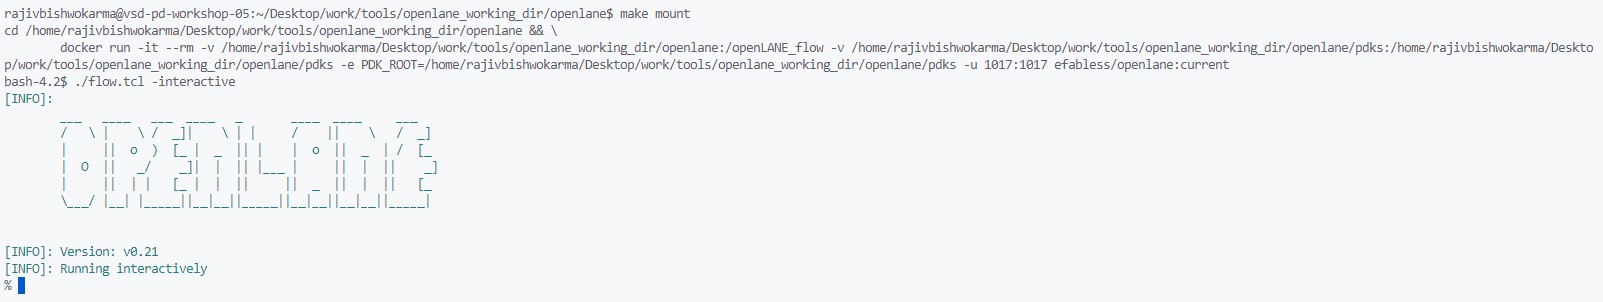 rajivbishwokarma@vsd-pd-workshop-05:~/Desktop/work/tools/openlane_working_dir/openlane$ make mount
cd /home/rajivbishwokarma/Desktop/work/tools/openlane_working_dir/openlane && \
docker run -it --rm -v /home/rajivbishwokarma/Desktop/work/tools/openlane_working_dir/openlane:/openLANE_flow -v /home/rajivbishwokarma/Desktop/work/tools/openlane_working_dir/openlane/pdks:/home/rajivbishwokarma/Deskto
p/work/tools/openlane_working_dir/openlane/pdks -e PDK_ROOT=/home/rajivbishwokarma/Desktop/work/tools/openlane_working_dir/openlane/pdks -u 1017:1017 efabless/openlane:current
bash-4.2$ ./flow.tcl -interactive
[INFO]:
OPENLANE
[INFO]: Version: v0.21
[INFO]: Running interactively
%